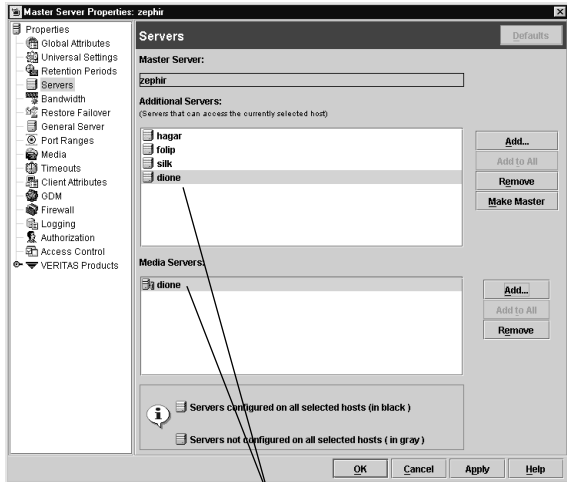 Master Server Properties: zephir
Properties
Global Attributes
Universal Settings
Retention Periods
Servers
Bandwidth
Restore Failover
General Server
Port Ranges
Media
Timeouts
Client Attributes
GDM
Firewall
Logging
Authorization
Access Control
VERITAS Products
Servers
Defaults
Master Server:
zephir
Additional Servers:
(Servers that can access the currently selected host)
hagar
folip
silk
dione
Add...
Add to All
Remove
Make Master
Media Servers:
dione
Add...
Add to All
Remove
Servers configured on all selected hosts (in black )
Servers not configured on all selected hosts ( in gray )
OK
Cancel
Apply
Help